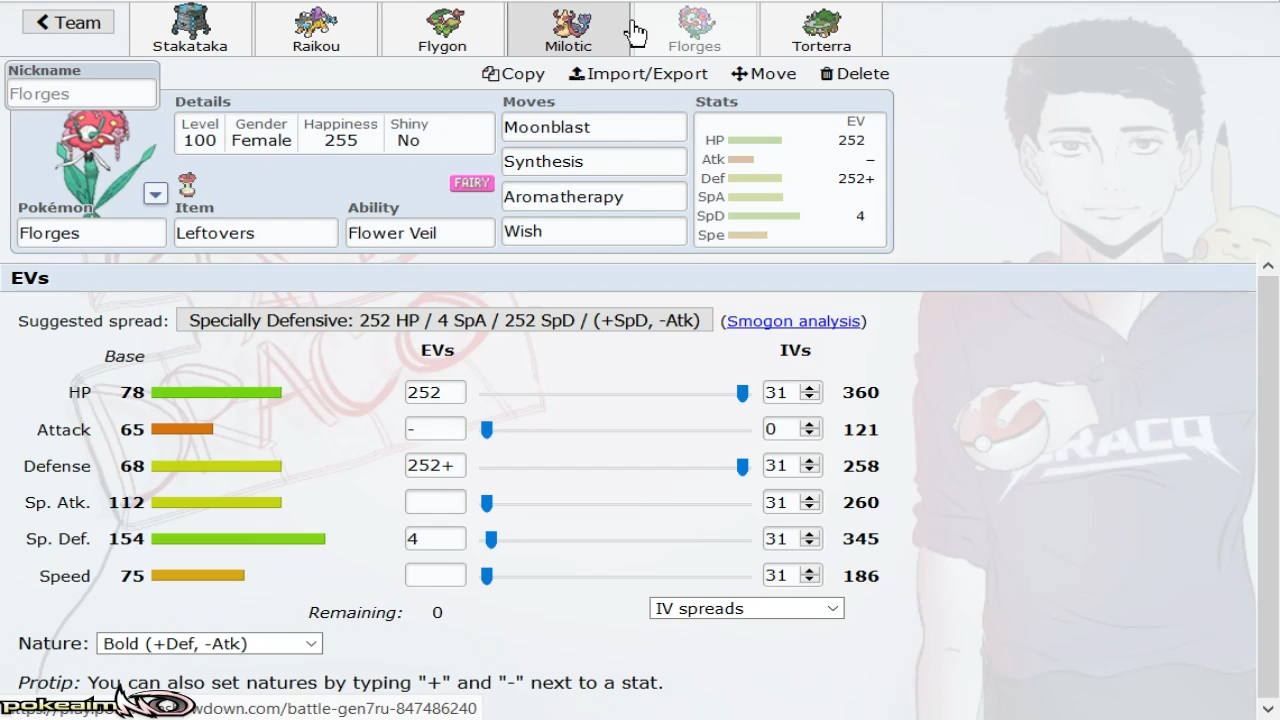 Team
Stakataka
Raikou
Flygon
Milotic
Florges
Torterra
Copy
Import/Export
Move
Delete
Nickname
Florges
Details
Level
100
Gender
Female
Happiness
255
Shiny
No
FAIRY
Pokémon
Florges
Item
Leftovers
Ability
Flower Veil
Moves
Moonblast
Synthesis
Aromatherapy
Wish
Stats
EV
HP 252
Atk –
Def 252+
SpA
SpD 4
Spe
EVs
Suggested spread: Specially Defensive: 252 HP / 4 SpA / 252 SpD / (+SpD, -Atk) (Smogon analysis)
Base EVs IVs
HP 78 252 31 360
Attack 65 - 0 121
Defense 68 252+ 31 258
Sp. Atk. 112 31 260
Sp. Def. 154 4 31 345
Speed 75 31 186
Remaining: 0
IV spreads
Nature: Bold (+Def, -Atk)
Protip: You can also set natures by typing "+" and "-" next to a stat.
pokeaim
wdown.com/battle-gen7ru-847486240